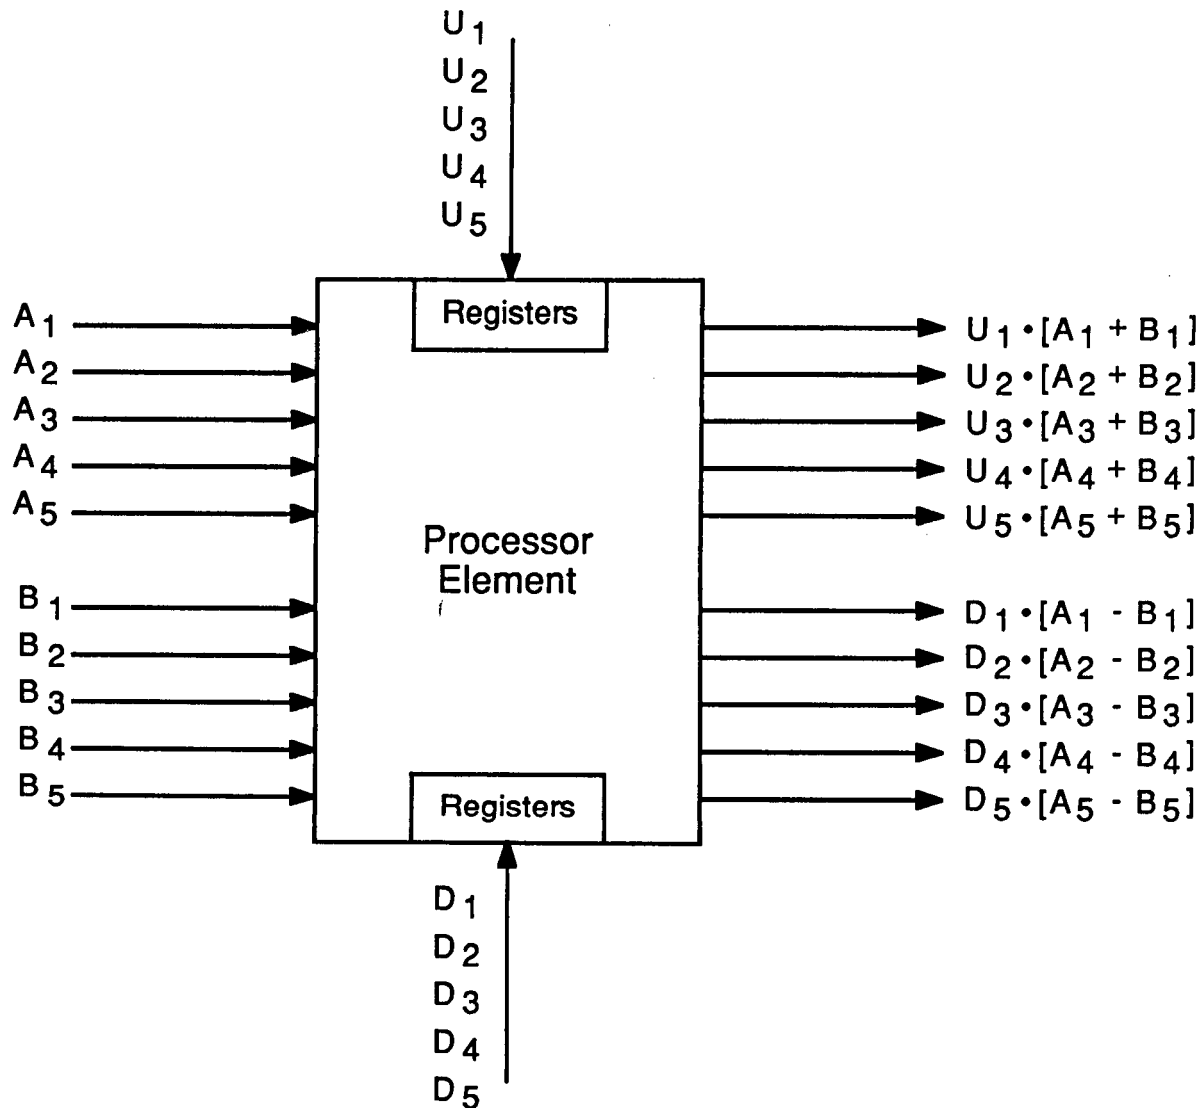 U1
U2
U3
U4
U5
Registers
A1
A2
A3
A4
A5
B1
B2
B3
B4
B5
Processor
Element
U1•[A1 + B1]
U2•[A2 + B2]
U3•[A3 + B3]
U4•[A4 + B4]
U5•[A5 + B5]
D1•[A1 - B1]
D2•[A2 - B2]
D3•[A3 - B3]
D4•[A4 - B4]
D5•[A5 - B5]
Registers
D1
D2
D3
D4
D5